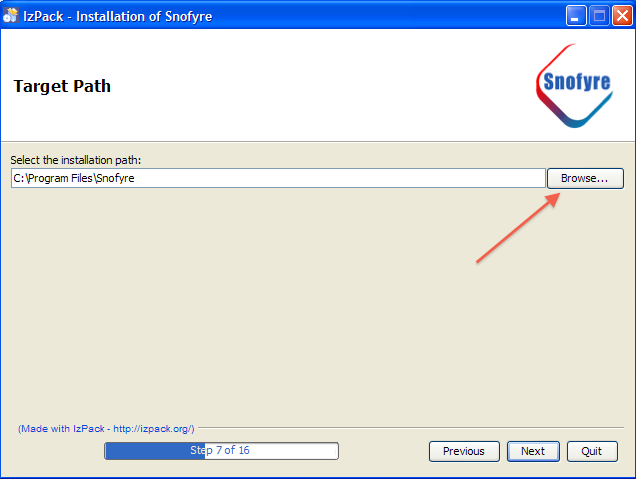 IzPack - Installation of Snofyre
Target Path
Snofyre
Select the installation path:
C:\Program Files\Snofyre
Browse...
(Made with IzPack - http://izpack.org/)
Step 7 of 16
Previous
Next
Quit